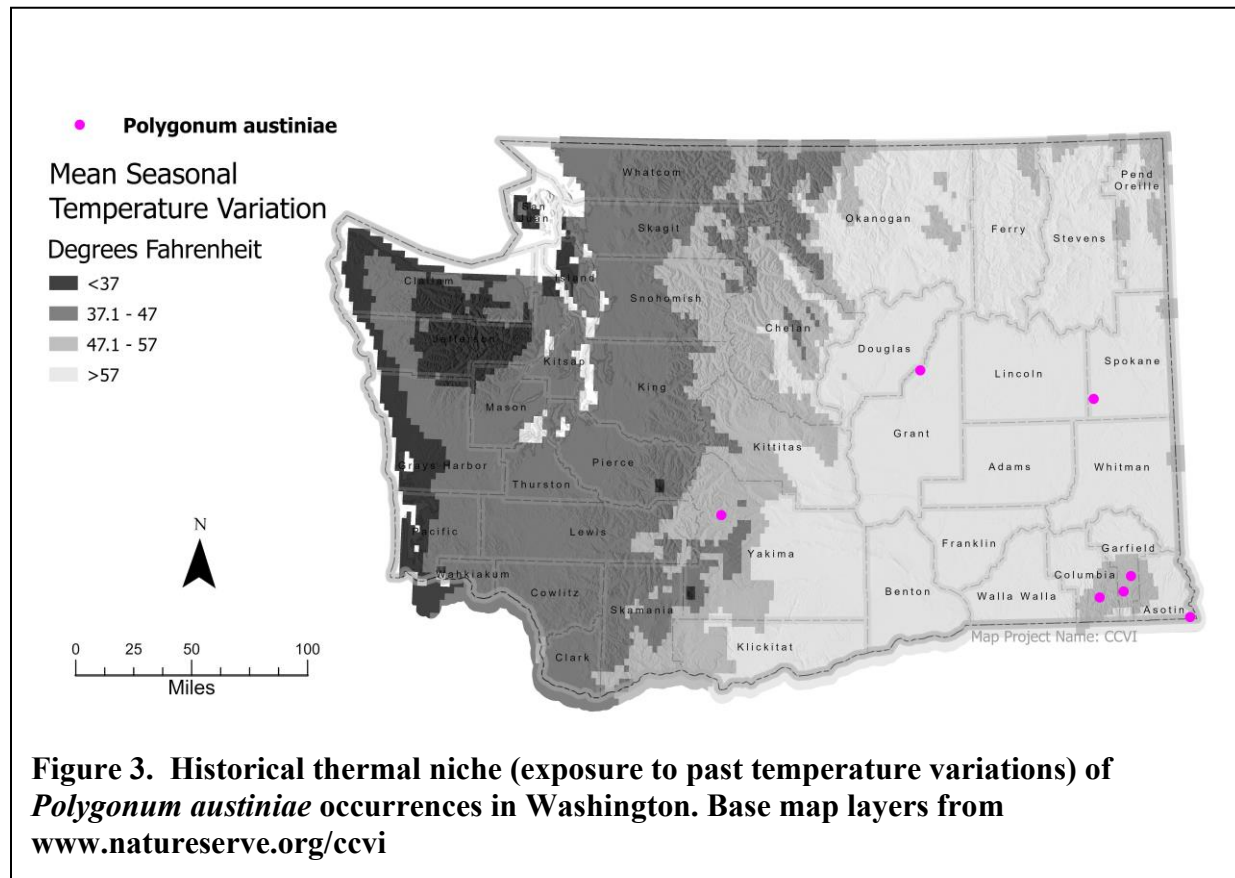 Polygonum austiniae
Mean Seasonal
Temperature Variation
Degrees Fahrenheit
<37
37.1 - 47
47.1 - 57
>57
N
0 25 50 100
Miles
Whatcom
San
Juan
Skagit
Island
Clallam
Snohomish
Jefferson
Kitsap
King
Mason
Grays Harbor
Pierce
Thurston
Pacific
Lewis
Wahkiakum
Cowlitz
Skamania
Clark
Okanogan
Ferry
Stevens
Pend
Oreille
Chelan
Douglas
Lincoln
Spokane
Grant
Kittitas
Adams
Whitman
Yakima
Franklin
Garfield
Columbia
Benton
Walla Walla
Asotin
Klickitat
Map Project Name: CCVI
Figure 3. Historical thermal niche (exposure to past temperature variations) of
Polygonum austiniae occurrences in Washington. Base map layers from
www.natureserve.org/ccvi